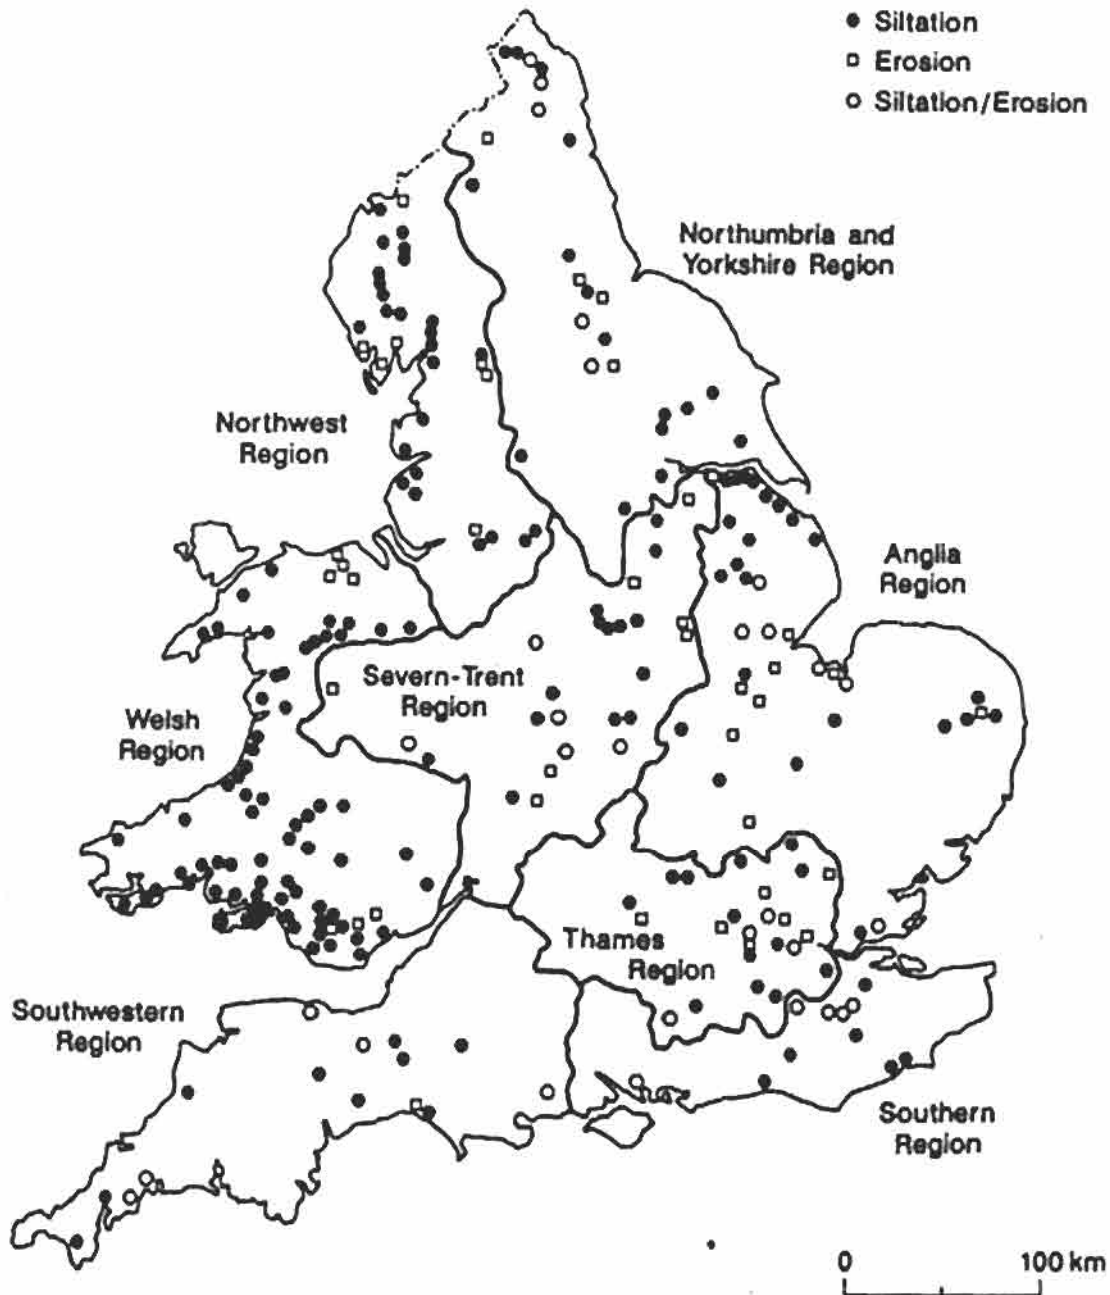 Siltation
Erosion
Siltation/Erosion
Northumbria and
Yorkshire Region
Northwest
Region
Anglia
Region
Severn-Trent
Region
Welsh
Region
Thames
Region
Southwestern
Region
Southern
Region
0 100 km